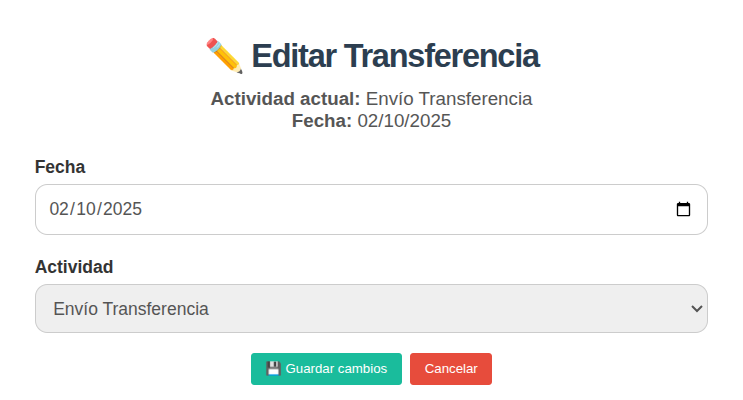 ✏️ Editar Transferencia
Actividad actual: Envío Transferencia
Fecha: 02/10/2025
Fecha
02/10/2025
Actividad
Envío Transferencia
💾 Guardar cambios
Cancelar